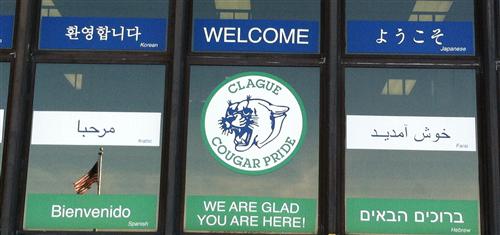 환영합니다
Korean
WELCOME
ようこそ
Japanese
مرحبا
Arabic
CLAGUE
COUGAR PRIDE
خوش آمدید
Farsi
Bienvenido
Spanish
WE ARE GLAD
YOU ARE HERE!
ברוכים הבאים
Hebrew